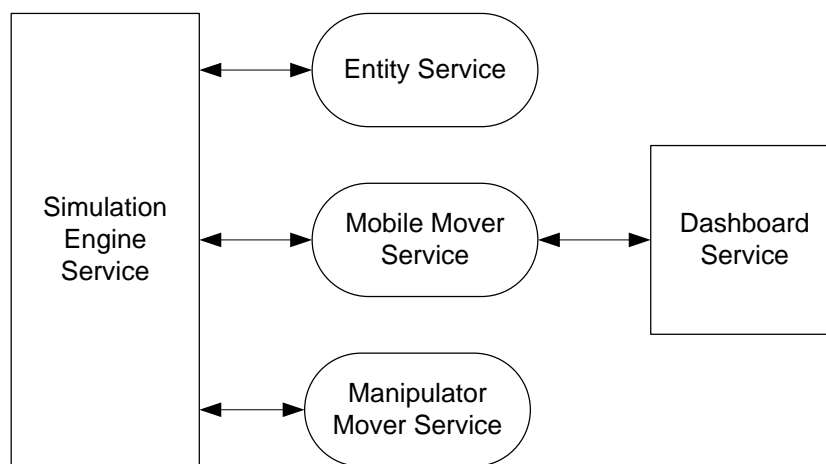 Entity Service
Simulation
Engine
Service
Mobile Mover
Service
Dashboard
Service
Manipulator
Mover Service